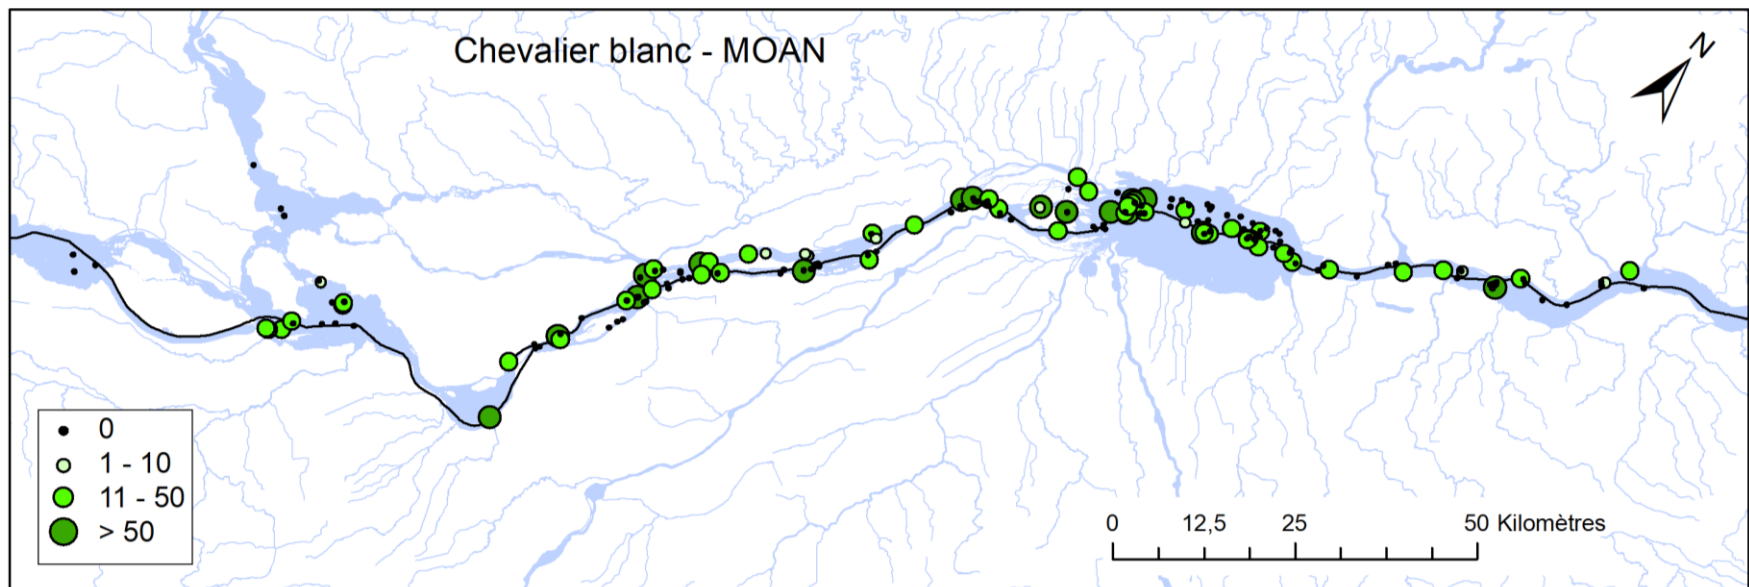 Chevalier blanc - MOAN
N
0
1 - 10
11 - 50
> 50
0 12,5 25 50 Kilomètres